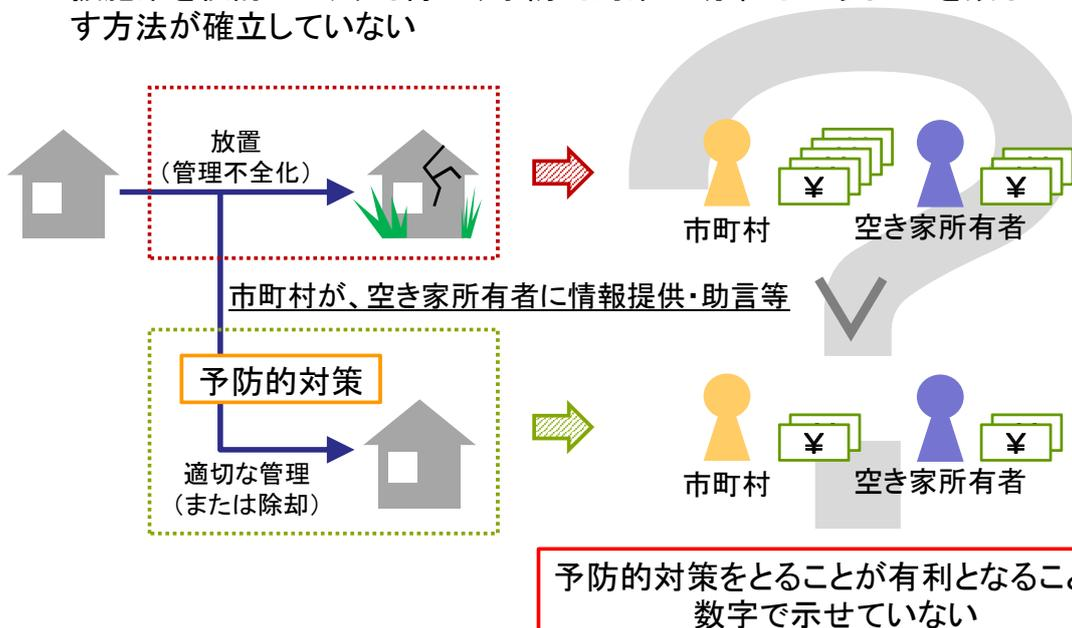 す方法が確立していない
放置
(管理不全化)
¥
¥
市町村
空き家所有者
市町村が、空き家所有者に情報提供・助言等
予防的対策
¥
¥
適切な管理
(または除却)
市町村
空き家所有者
予防的対策をとることが有利となること
数字で示せていない